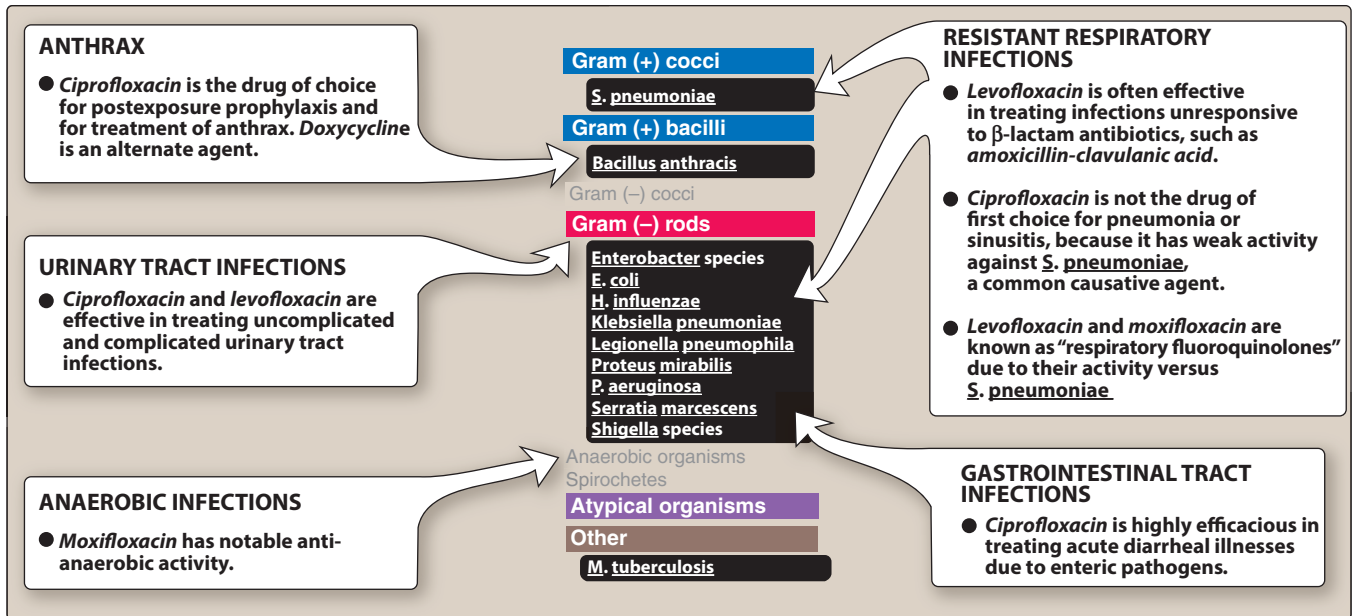 ANTHRAX
● Ciprofloxacin is the drug of choice
for postexposure prophylaxis and
for treatment of anthrax. Doxycycline
is an alternate agent.
URINARY TRACT INFECTIONS
● Ciprofloxacin and levofloxacin are
effective in treating uncomplicated
and complicated urinary tract
infections.
ANAEROBIC INFECTIONS
● Moxifloxacin has notable anti-
anaerobic activity.
Gram (+) cocci
S. pneumoniae
Gram (+) bacilli
Bacillus anthracis
Gram (–) cocci
Gram (–) rods
Enterobacter species
E. coli
H. influenzae
Klebsiella pneumoniae
Legionella pneumophila
Proteus mirabilis
P. aeruginosa
Serratia marcescens
Shigella species
Anaerobic organisms
Spirochetes
Atypical organisms
Other
M. tuberculosis
RESISTANT RESPIRATORY
INFECTIONS
● Levofloxacin is often effective
in treating infections unresponsive
to β-lactam antibiotics, such as
amoxicillin-clavulanic acid.
● Ciprofloxacin is not the drug of
first choice for pneumonia or
sinusitis, because it has weak activity
against S. pneumoniae,
a common causative agent.
● Levofloxacin and moxifloxacin are
known as “respiratory fluoroquinolones”
due to their activity versus
S. pneumoniae
GASTROINTESTINAL TRACT
INFECTIONS
● Ciprofloxacin is highly efficacious in
treating acute diarrheal illnesses
due to enteric pathogens.